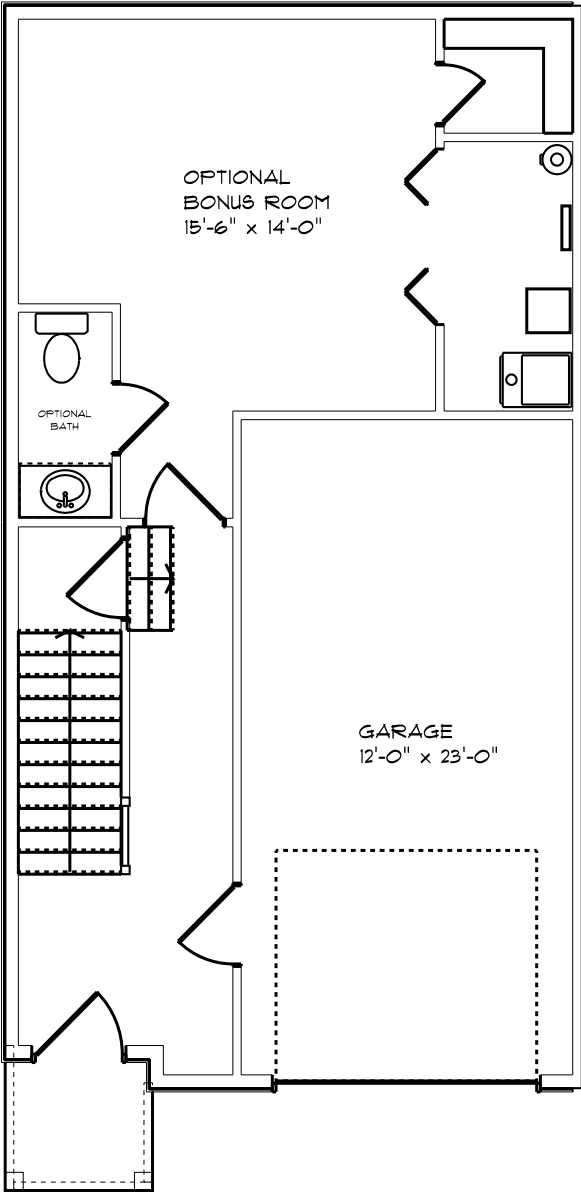 OPTIONAL
BONUS ROOM
15'-6" x 14'-0"
OPTIONAL
BATH
GARAGE
12'-0" x 23'-0"